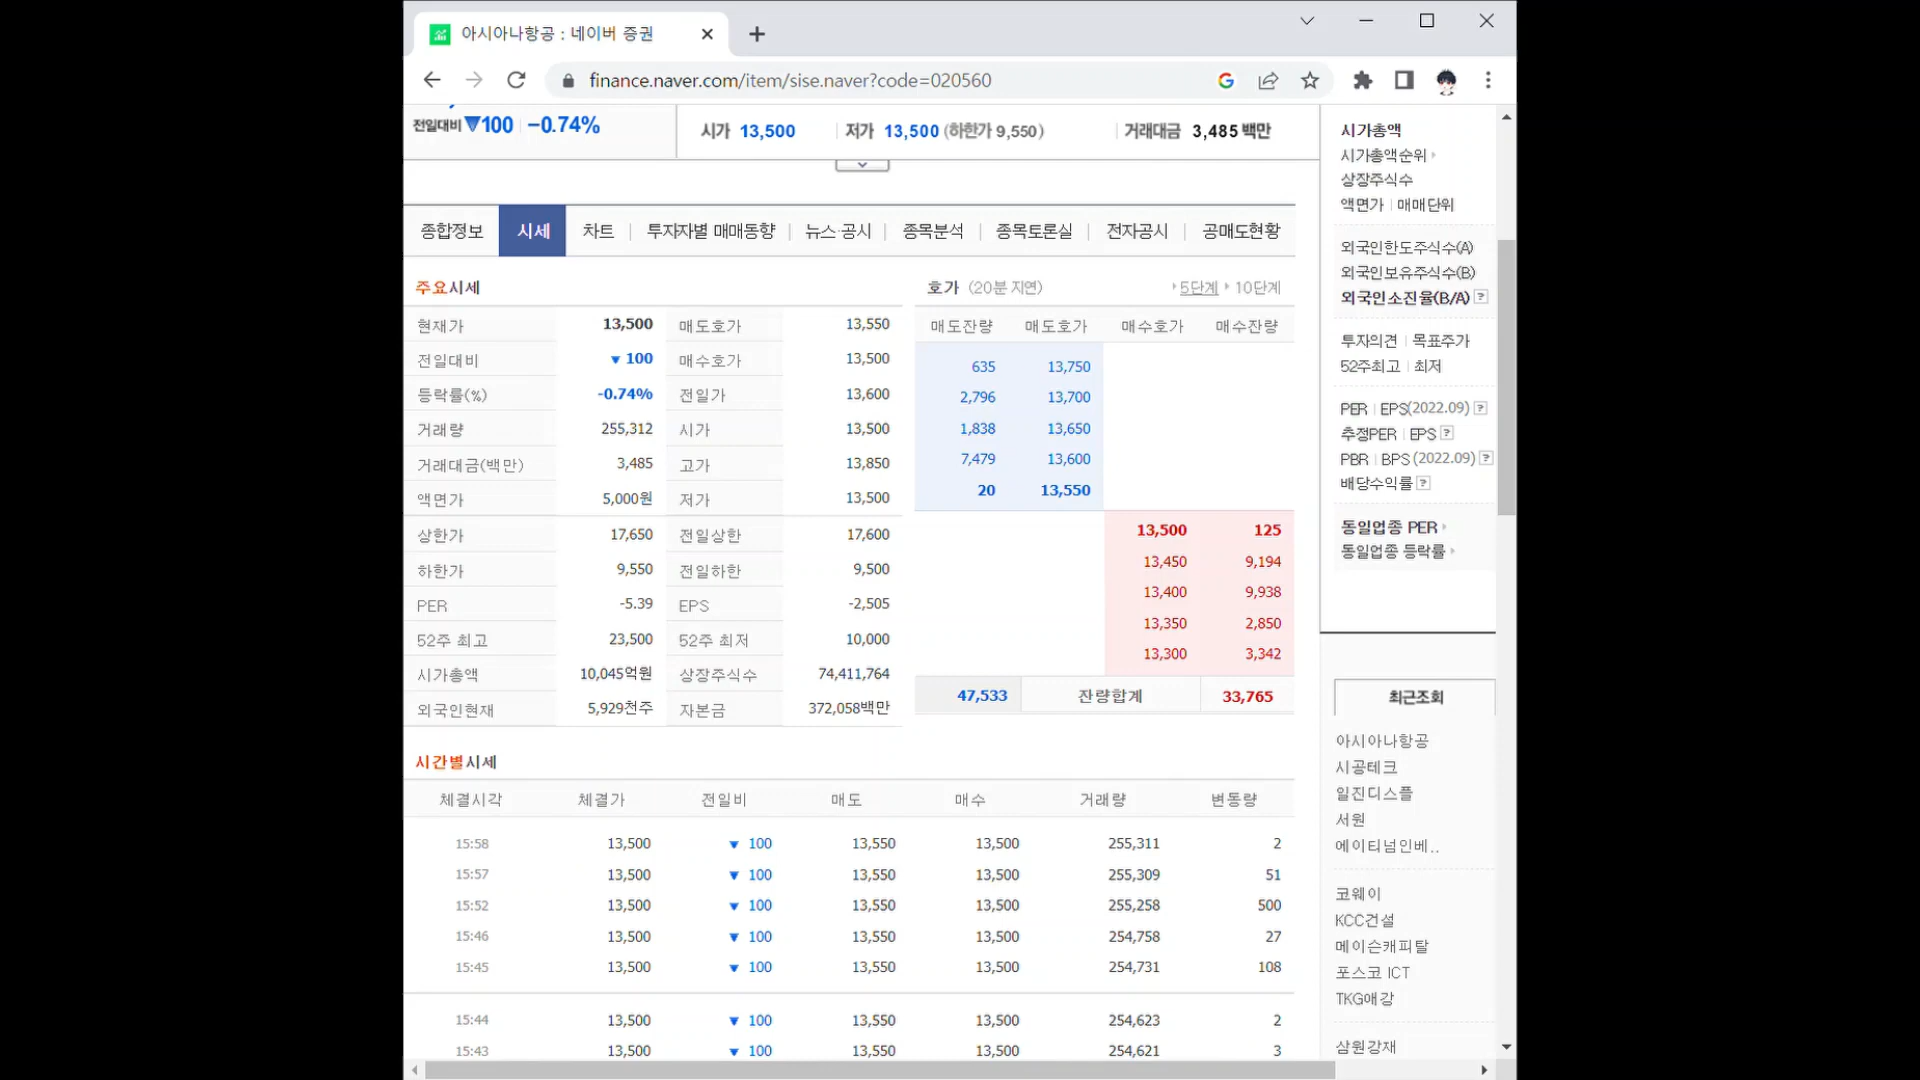 아시아나항공 : 네이버 증권
finance.naver.com/item/sise.naver?code=020560
전일대비 ▼100 | -0.74%
시가 13,500 저가 13,500 (하한가 9,550) 거래대금 3,485 백만
종합정보 시세 차트 투자자별 매매동향 뉴스·공시 종목분석 종목토론실 전자공시 공매도현황
주요시세
현재가 13,500 매도호가 13,550
전일대비 ▼ 100 매수호가 13,500
등락률(%) -0.74% 전일가 13,600
거래량 255,312 시가 13,500
거래대금(백만) 3,485 고가 13,850
액면가 5,000원 저가 13,500
상한가 17,650 전일상한 17,600
하한가 9,550 전일하한 9,500
PER -5.39 EPS -2,505
52주 최고 23,500 52주 최저 10,000
시가총액 10,045억원 상장주식수 74,411,764
외국인현재 5,929천주 자본금 372,058백만
호가 (20분 지연) 5단계 10단계
매도잔량 매도호가 매수호가 매수잔량
635 13,750
2,796 13,700
1,838 13,650
7,479 13,600
20 13,550
13,500 125
13,450 9,194
13,400 9,938
13,350 2,850
13,300 3,342
47,533 잔량합계 33,765
시간별시세
체결시각 체결가 전일비 매도 매수 거래량 변동량
15:58 13,500 ▼ 100 13,550 13,500 255,311 2
15:57 13,500 ▼ 100 13,550 13,500 255,309 51
15:52 13,500 ▼ 100 13,550 13,500 255,258 500
15:46 13,500 ▼ 100 13,550 13,500 254,758 27
15:45 13,500 ▼ 100 13,550 13,500 254,731 108
15:44 13,500 ▼ 100 13,550 13,500 254,623 2
15:43 13,500 ▼ 100 13,550 13,500 254,621 3
시가총액
시가총액순위
상장주식수
액면가 | 매매단위
외국인한도주식수(A)
외국인보유주식수(B)
외국인소진율(B/A) ?
투자의견 | 목표주가
52주최고 | 최저
PER | EPS(2022.09) ?
추정PER | EPS ?
PBR | BPS (2022.09) ?
배당수익률 ?
동일업종 PER
동일업종 등락률
최근조회
아시아나항공
시공테크
일진디스플
서원
에이티넘인베..
코웨이
KCC건설
메이슨캐피탈
포스코 ICT
TKG애강
삼원강재